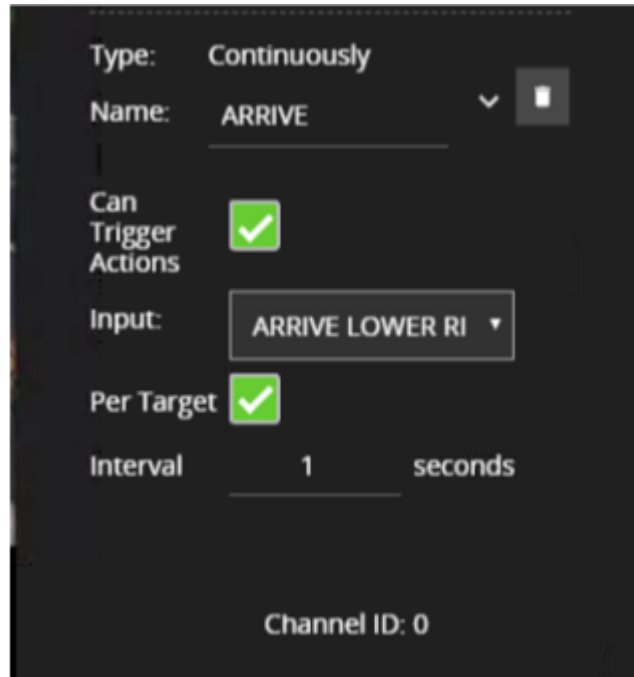 Type: Continuously
Name: ARRIVE
Can
Trigger
Actions
Input: ARRIVE LOWER RI
Per Target
Interval 1 seconds
Channel ID: 0